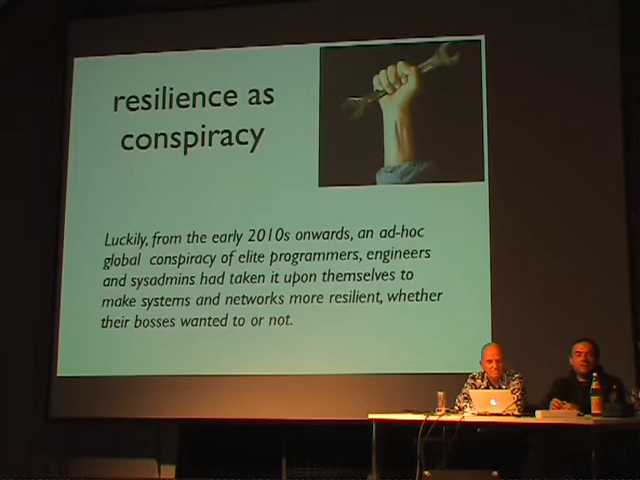 resilience as
conspiracy
Luckily, from the early 2010s onwards, an ad-hoc
global conspiracy of elite programmers, engineers
and sysadmins had taken it upon themselves to
make systems and networks more resilient, whether
their bosses wanted to or not.